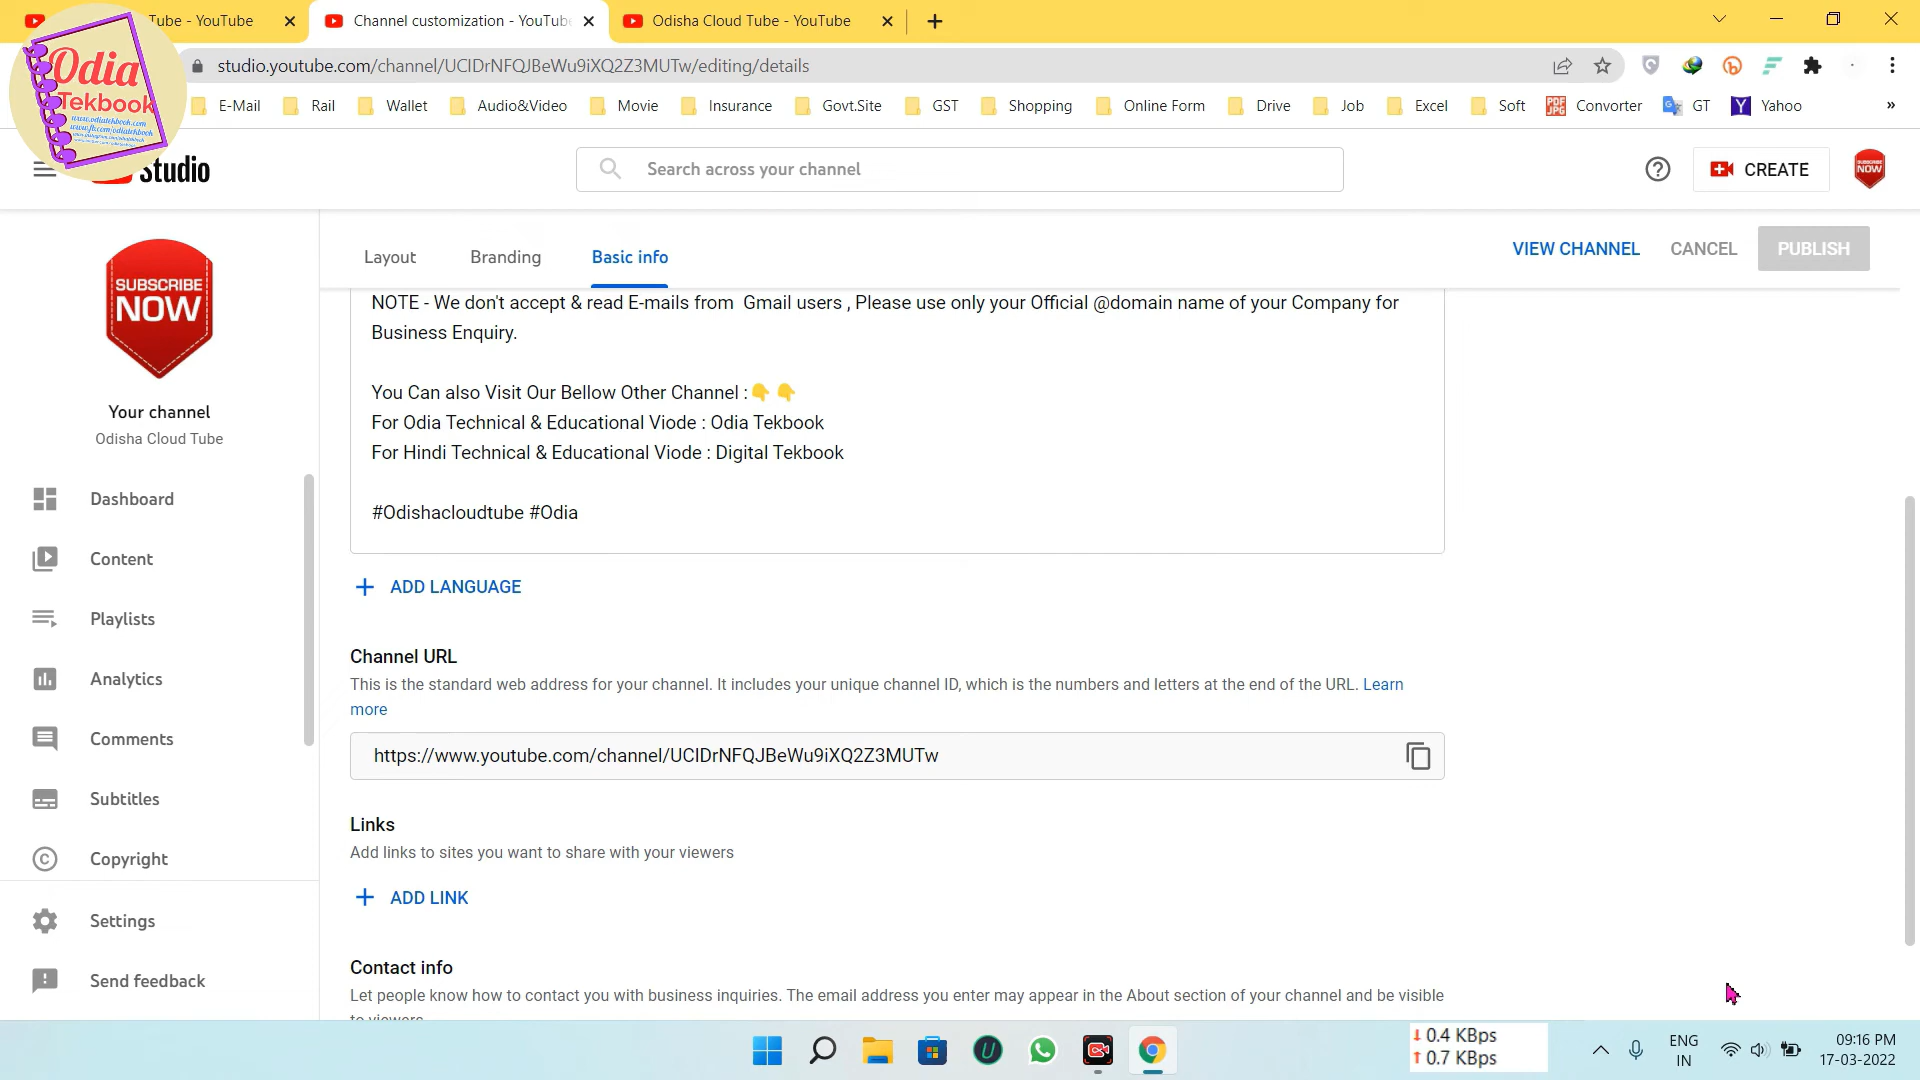 Tube - YouTube
Channel customization - YouTube
Odisha Cloud Tube - YouTube
studio.youtube.com/channel/UCIDrNFQJBeWu9iXQ2Z3MUTw/editing/details
Odia
Tekbook
www.odiatekbook.com
E-Mail
Rail
Wallet
Audio&Video
Movie
Insurance
Govt.Site
GST
Shopping
Online Form
Drive
Job
Excel
Soft
Convorter
GT
Yahoo
»
Studio
Search across your channel
CREATE
SUBSCRIBE
NOW
Layout
Branding
Basic info
VIEW CHANNEL
CANCEL
PUBLISH
SUBSCRIBE
NOW
Your channel
Odisha Cloud Tube
Dashboard
Content
Playlists
Analytics
Comments
Subtitles
Copyright
Settings
Send feedback
NOTE - We don't accept & read E-mails from  Gmail users , Please use only your Official @domain name of your Company for
Business Enquiry.
You Can also Visit Our Bellow Other Channel :👇 👇
For Odia Technical & Educational Viode : Odia Tekbook
For Hindi Technical & Educational Viode : Digital Tekbook
#Odishacloudtube #Odia
+ ADD LANGUAGE
Channel URL
This is the standard web address for your channel. It includes your unique channel ID, which is the numbers and letters at the end of the URL. Learn
more
https://www.youtube.com/channel/UCIDrNFQJBeWu9iXQ2Z3MUTw
Links
Add links to sites you want to share with your viewers
+ ADD LINK
Contact info
Let people know how to contact you with business inquiries. The email address you enter may appear in the About section of your channel and be visible
to viewers
0.4 KBps
0.7 KBps
ENG
IN
09:16 PM
17-03-2022